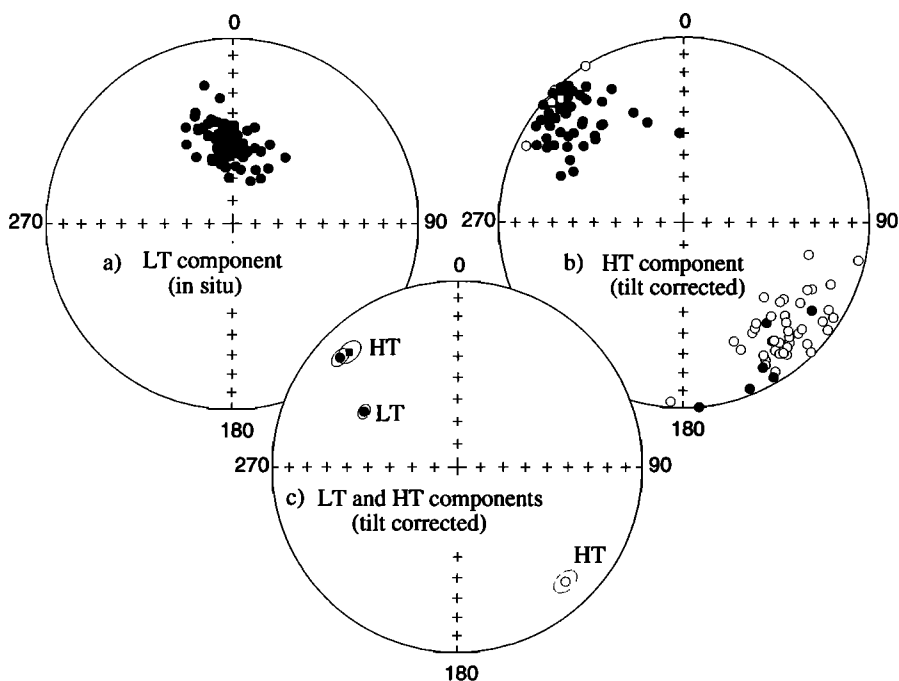 0
270
90
a) LT component
(in situ)
180
0
270
90
b) HT component
(tilt corrected)
180
0
HT
LT
270
90
c) LT and HT components
(tilt corrected)
HT
180